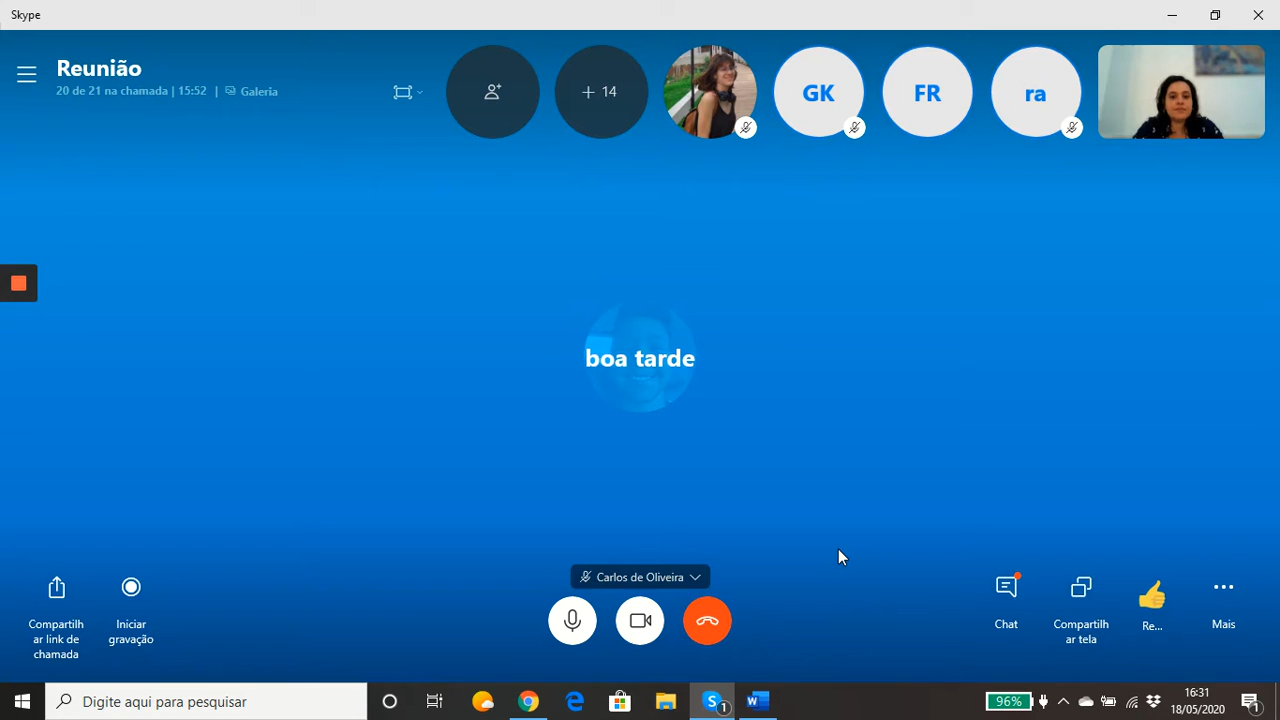 Skype
Reunião
20 de 21 na chamada | 15:52 | Galeria
+ 14
GK
FR
ra
boa tarde
Carlos de Oliveira
Compartilh
ar link de
chamada
Iniciar
gravação
Chat
Compartilh
ar tela
Re...
Mais
Digite aqui para pesquisar
1
96%
16:31
18/05/2020
1